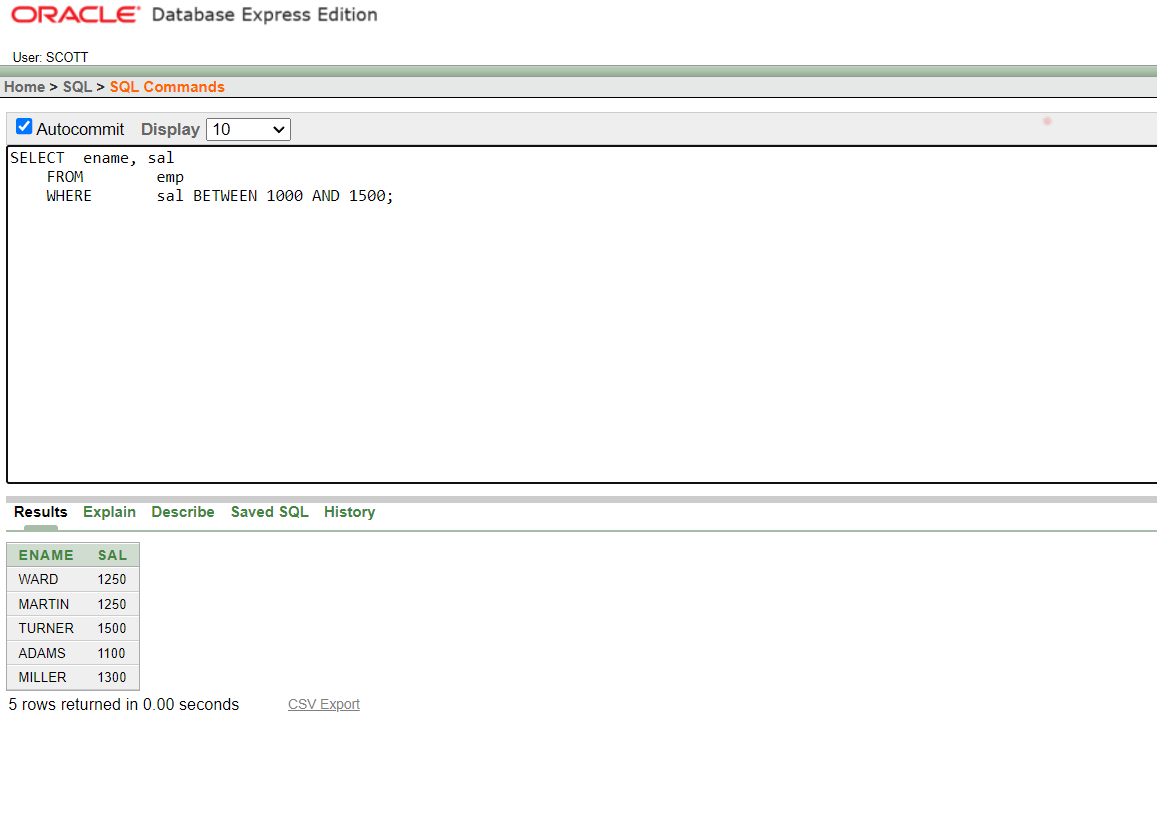 ORACLE® Database Express Edition
User: SCOTT
Home > SQL > SQL Commands
Autocommit Display 10
SELECT  ename, sal
    FROM        emp
    WHERE       sal BETWEEN 1000 AND 1500;
Results Explain Describe Saved SQL History
ENAME SAL
WARD 1250
MARTIN 1250
TURNER 1500
ADAMS 1100
MILLER 1300
5 rows returned in 0.00 seconds CSV Export